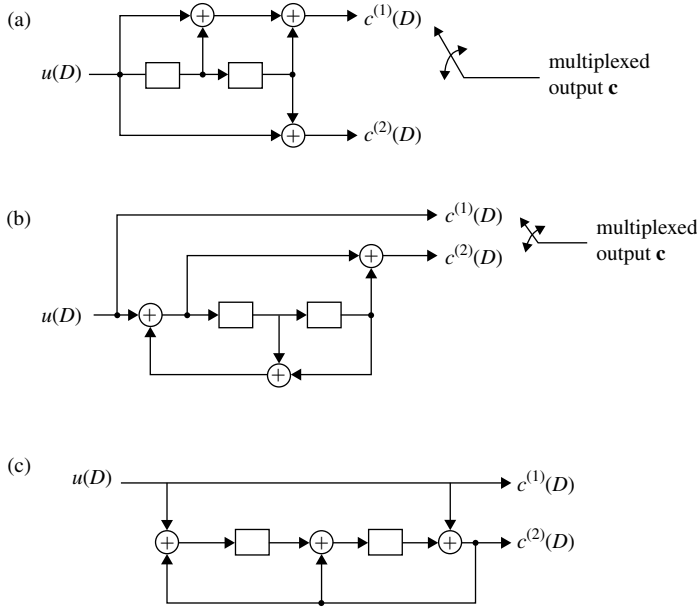 (a)
u(D)
c⁽¹⁾(D)
c⁽²⁾(D)
multiplexed
output c
(b)
u(D)
c⁽¹⁾(D)
c⁽²⁾(D)
multiplexed
output c
(c)
u(D)
c⁽¹⁾(D)
c⁽²⁾(D)